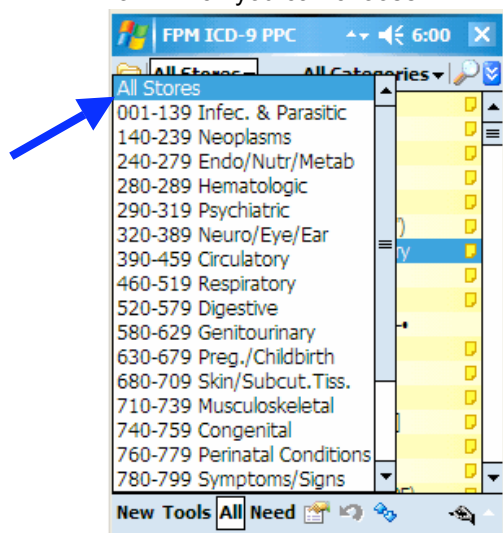 FPM ICD-9 PPC 6:00
All Stores All Categories
All Stores
001-139 Infec. & Parasitic
140-239 Neoplasms
240-279 Endo/Nutr/Metab
280-289 Hematologic
290-319 Psychiatric
320-389 Neuro/Eye/Ear
390-459 Circulatory
460-519 Respiratory
520-579 Digestive
580-629 Genitourinary
630-679 Preg./Childbirth
680-709 Skin/Subcut.Tiss.
710-739 Musculoskeletal
740-759 Congenital
760-779 Perinatal Conditions
780-799 Symptoms/Signs
New Tools All Need